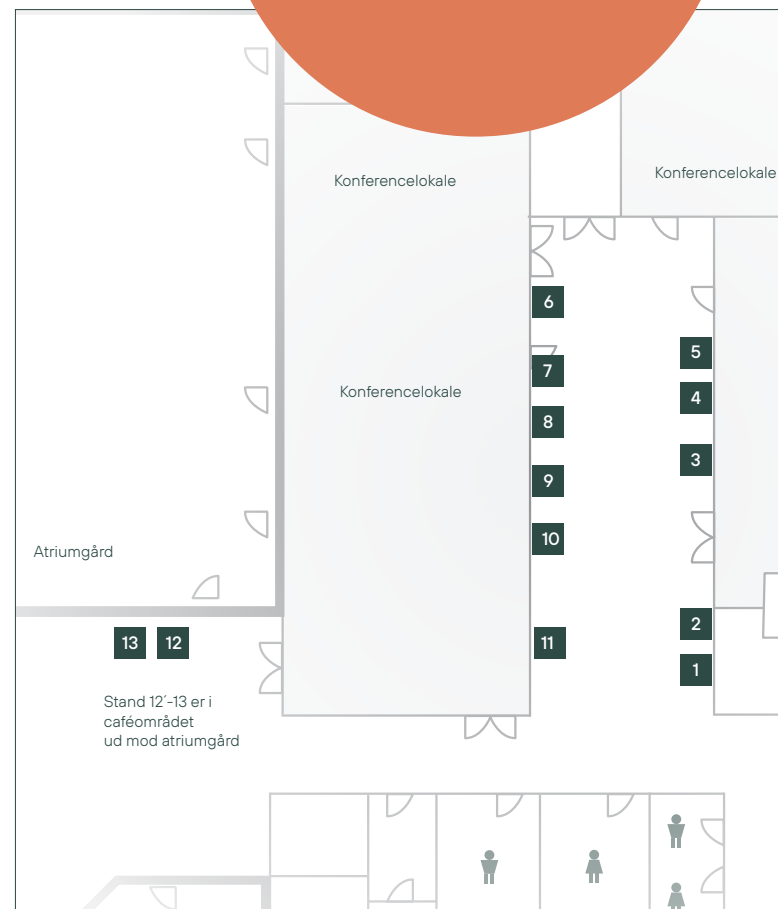 Konferencelokale
Konferencelokale
6
5
7
Konferencelokale
4
8
3
9
10
Atriumgård
2
13
12
11
1
Stand 12´-13 er i
caféområdet
ud mod atriumgård